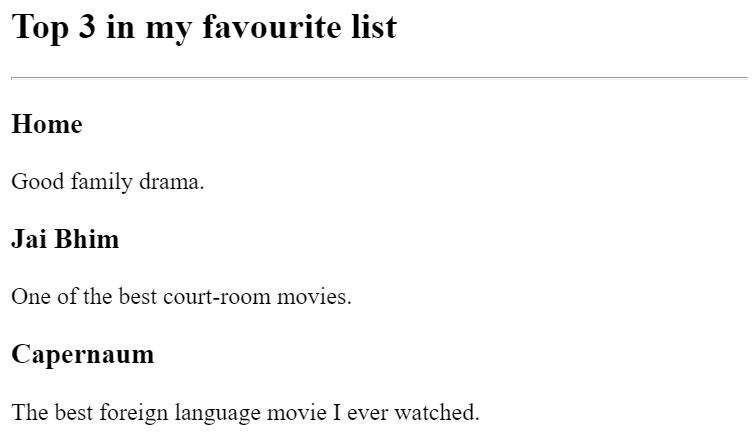 Top 3 in my favourite list
Home
Good family drama.
Jai Bhim
One of the best court-room movies.
Capernaum
The best foreign language movie I ever watched.